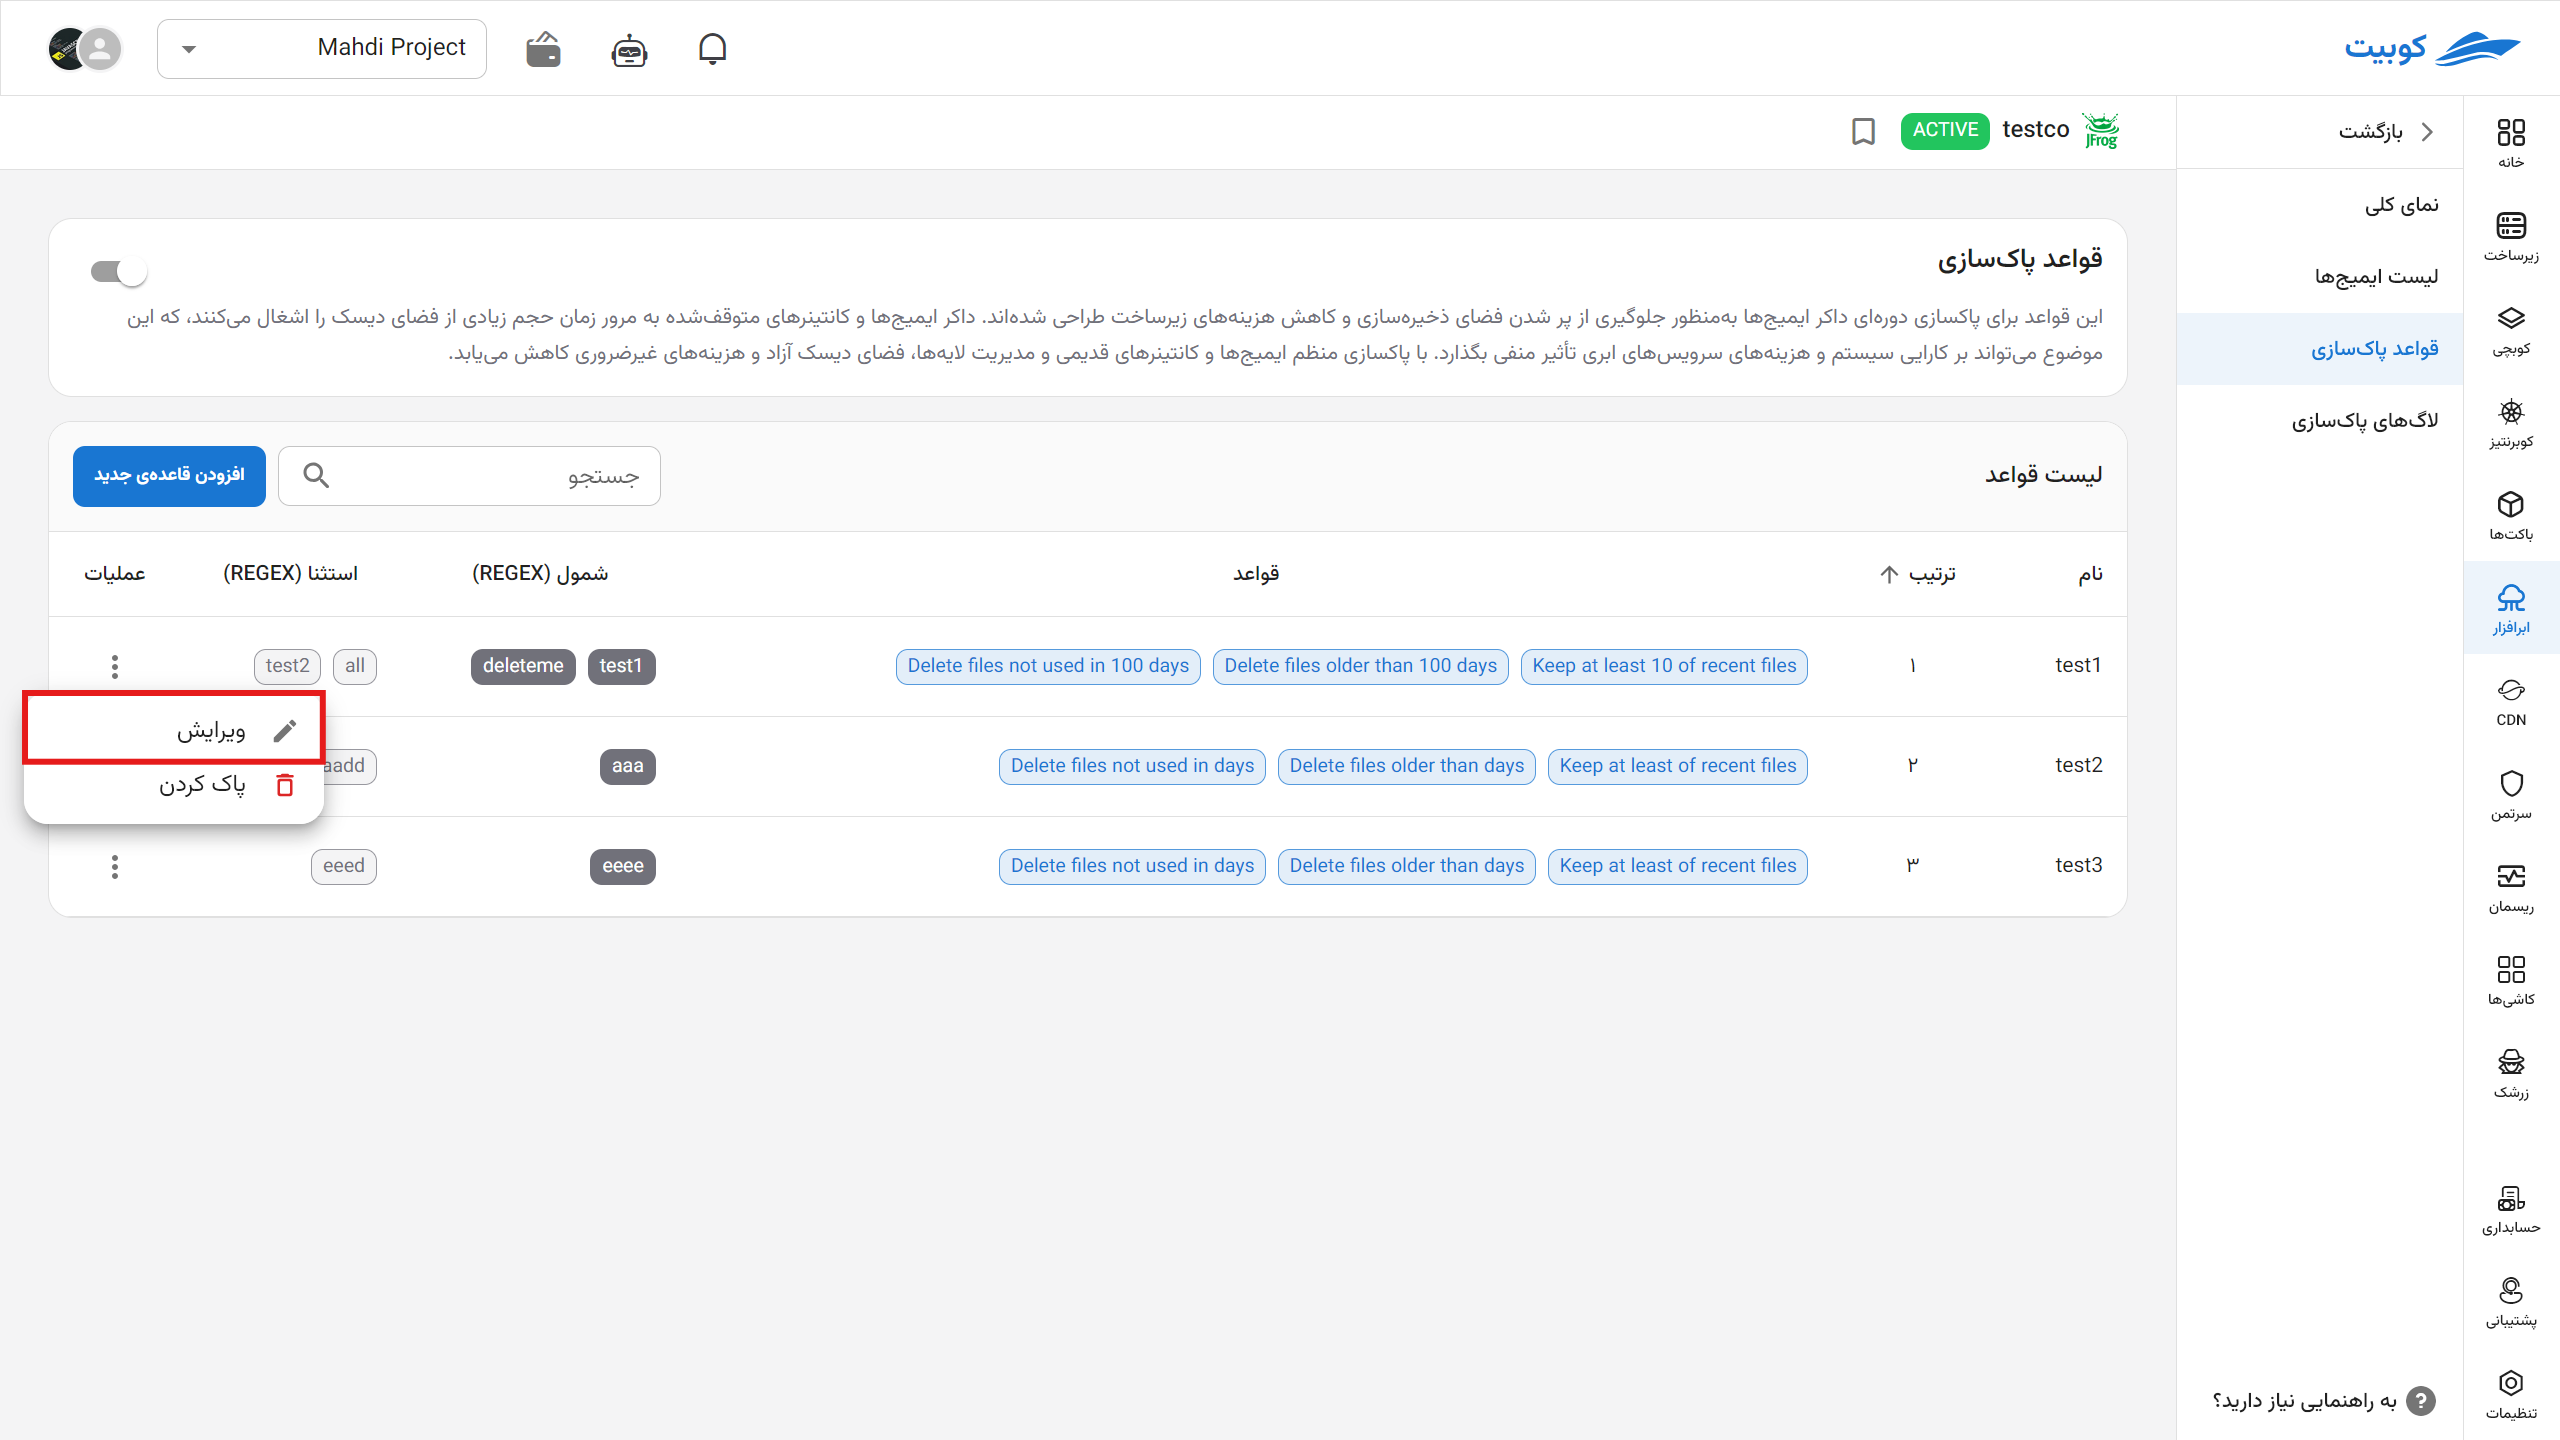 کوبیت
Mahdi Project
خانه
زیرساخت
کوبچی
کوبرنتیز
باکت‌ها
ابرافزار
CDN
سرتمن
ریسمان
کاشی‌ها
زرشک
حسابداری
پشتیبانی
تنظیمات
بازگشت
نمای کلی
لیست ایمیج‌ها
قواعد پاک‌سازی
لاگ‌های پاک‌سازی
به راهنمایی نیاز دارید؟
JFrog testco ACTIVE
قواعد پاک‌سازی
این قواعد برای پاکسازی دوره‌ای داکر ایمیج‌ها به‌منظور جلوگیری از پر شدن فضای ذخیره‌سازی و کاهش هزینه‌های زیرساخت طراحی شده‌اند. داکر ایمیج‌ها و کانتینرهای متوقف‌شده به مرور زمان حجم زیادی از فضای دیسک را اشغال می‌کنند، که این
موضوع می‌تواند بر کارایی سیستم و هزینه‌های سرویس‌های ابری تأثیر منفی بگذارد. با پاکسازی منظم ایمیج‌ها و کانتینرهای قدیمی و مدیریت لایه‌ها، فضای دیسک آزاد و هزینه‌های غیرضروری کاهش می‌یابد.
لیست قواعد جستجو افزودن قاعده‌ی جدید
نام ترتیب قواعد شمول (REGEX) استثنا (REGEX) عملیات
test1 ۱ Keep at least 10 of recent files Delete files older than 100 days Delete files not used in 100 days test1 deleteme all test2
test2 ۲ Keep at least of recent files Delete files older than days Delete files not used in days aaa aadd
test3 ۳ Keep at least of recent files Delete files older than days Delete files not used in days eeee eeed
ویرایش
پاک کردن